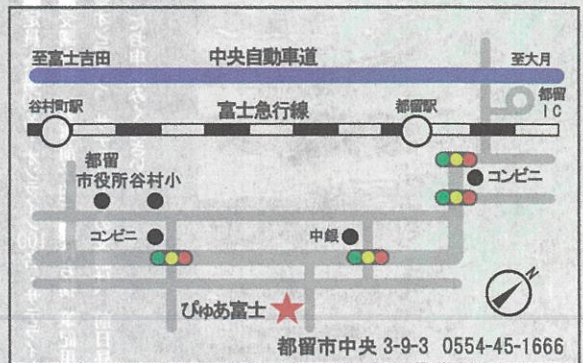 至富士吉田 中央自動車道 至大月
都留
IC
谷村町駅 富士急行線 都留駅
都留
市役所 谷村小
コンビニ
コンビニ 中銀
ぴゅあ富士
N
都留市中央 3-9-3 0554-45-1666